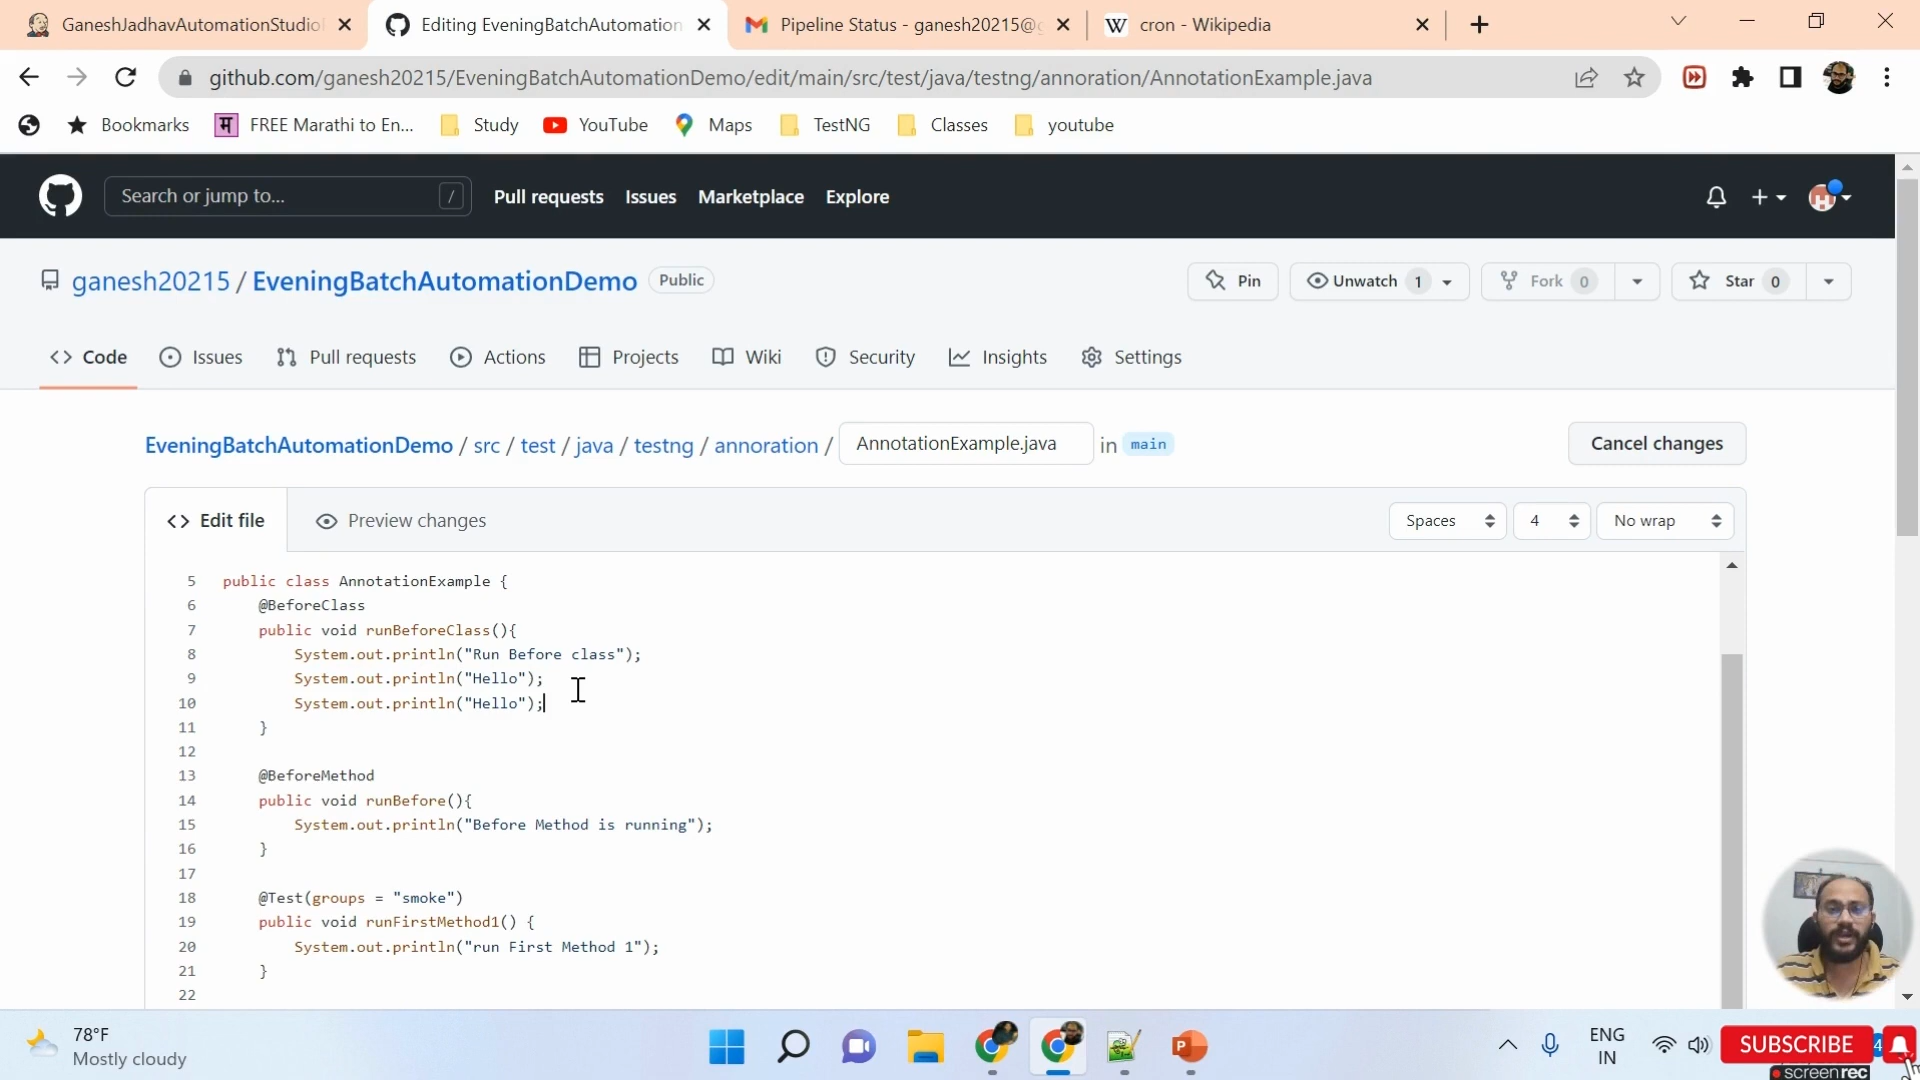 GaneshJadhavAutomationStudio
Editing EveningBatchAutomation
Pipeline Status - ganesh20215@g
W cron - Wikipedia
github.com/ganesh20215/EveningBatchAutomationDemo/edit/main/src/test/java/testng/annoration/AnnotationExample.java
Bookmarks
म FREE Marathi to En...
Study
YouTube
Maps
TestNG
Classes
youtube
Search or jump to... /
Pull requests Issues Marketplace Explore
ganesh20215 / EveningBatchAutomationDemo Public
Pin Unwatch 1 Fork 0 Star 0
Code Issues Pull requests Actions Projects Wiki Security Insights Settings
EveningBatchAutomationDemo / src / test / java / testng / annoration / AnnotationExample.java in main
Cancel changes
<> Edit file Preview changes
Spaces 4 No wrap
5 public class AnnotationExample {
6 @BeforeClass
7 public void runBeforeClass(){
8 System.out.println("Run Before class");
9 System.out.println("Hello");
10 System.out.println("Hello");
11 }
12
13 @BeforeMethod
14 public void runBefore(){
15 System.out.println("Before Method is running");
16 }
17
18 @Test(groups = "smoke")
19 public void runFirstMethod1() {
20 System.out.println("run First Method 1");
21 }
22
78°F
Mostly cloudy
ENG
IN
SUBSCRIBE
4
screenrec